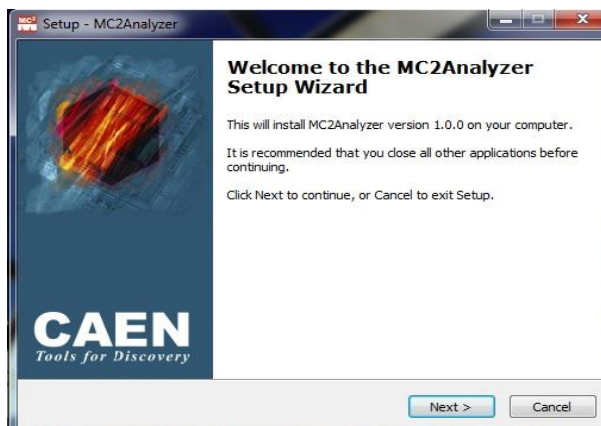 MC²
Setup - MC2Analyzer
Welcome to the MC2Analyzer
Setup Wizard
This will install MC2Analyzer version 1.0.0 on your computer.
It is recommended that you close all other applications before
continuing.
Click Next to continue, or Cancel to exit Setup.
CAEN
Tools for Discovery
Next >
Cancel